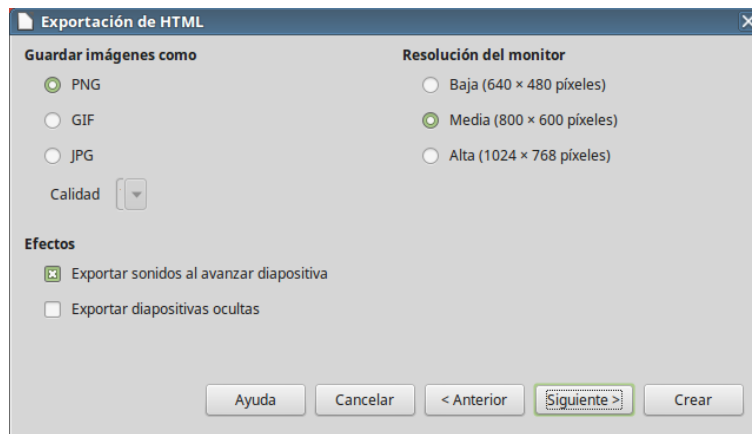 Exportación de HTML
Guardar imágenes como
PNG
GIF
JPG
Calidad
Resolución del monitor
Baja (640 × 480 píxeles)
Media (800 × 600 píxeles)
Alta (1024 × 768 píxeles)
Efectos
Exportar sonidos al avanzar diapositiva
Exportar diapositivas ocultas
Ayuda
Cancelar
< Anterior
Siguiente >
Crear